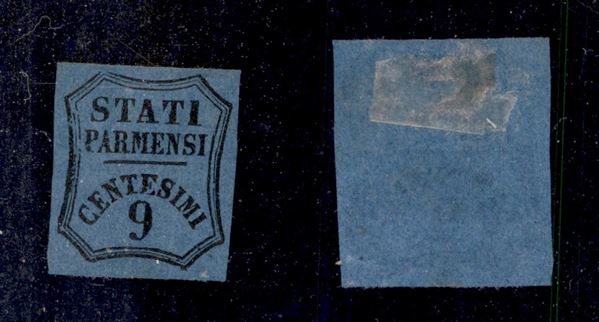 STATI
PARMENSI
CENTESIMI
9